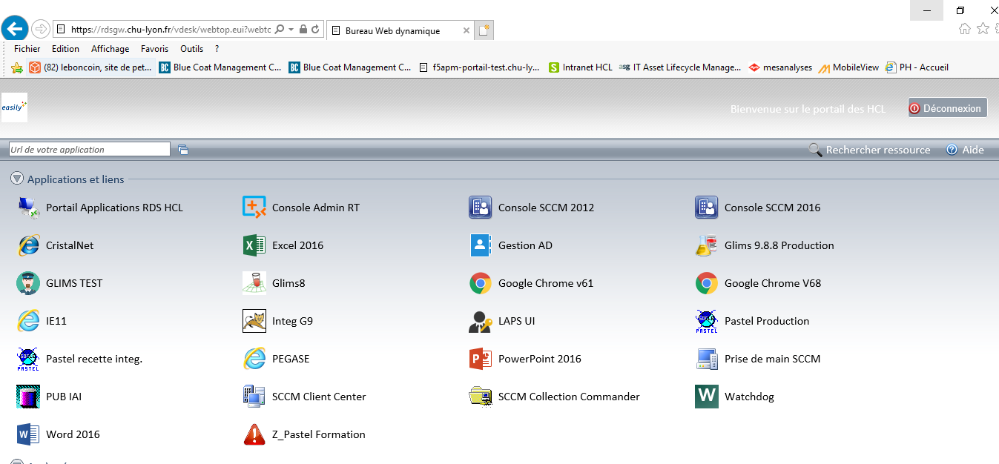 https://rdsgw.chu-lyon.fr/vdesk/webtop.eui?webtc
Bureau Web dynamique
Fichier Edition Affichage Favoris Outils ?
(82) leboncoin, site de pet... BC Blue Coat Management C... BC Blue Coat Management C... f5apm-portail-test.chu-ly... S Intranet HCL asg IT Asset Lifecycle Manage... mesanalyses MobileView PH - Accueil
easily
Bienvenue sur le portail des HCL
Déconnexion
Url de votre application
Rechercher ressource
Aide
Applications et liens
Portail Applications RDS HCL Console Admin RT Console SCCM 2012 Console SCCM 2016
CristalNet Excel 2016 Gestion AD Glims 9.8.8 Production
GLIMS TEST Glims8 Google Chrome v61 Google Chrome V68
IE11 Integ G9 LAPS UI Pastel Production
Pastel recette integ. PEGASE PowerPoint 2016 Prise de main SCCM
PUB IAI SCCM Client Center SCCM Collection Commander Watchdog
Word 2016 Z_Pastel Formation